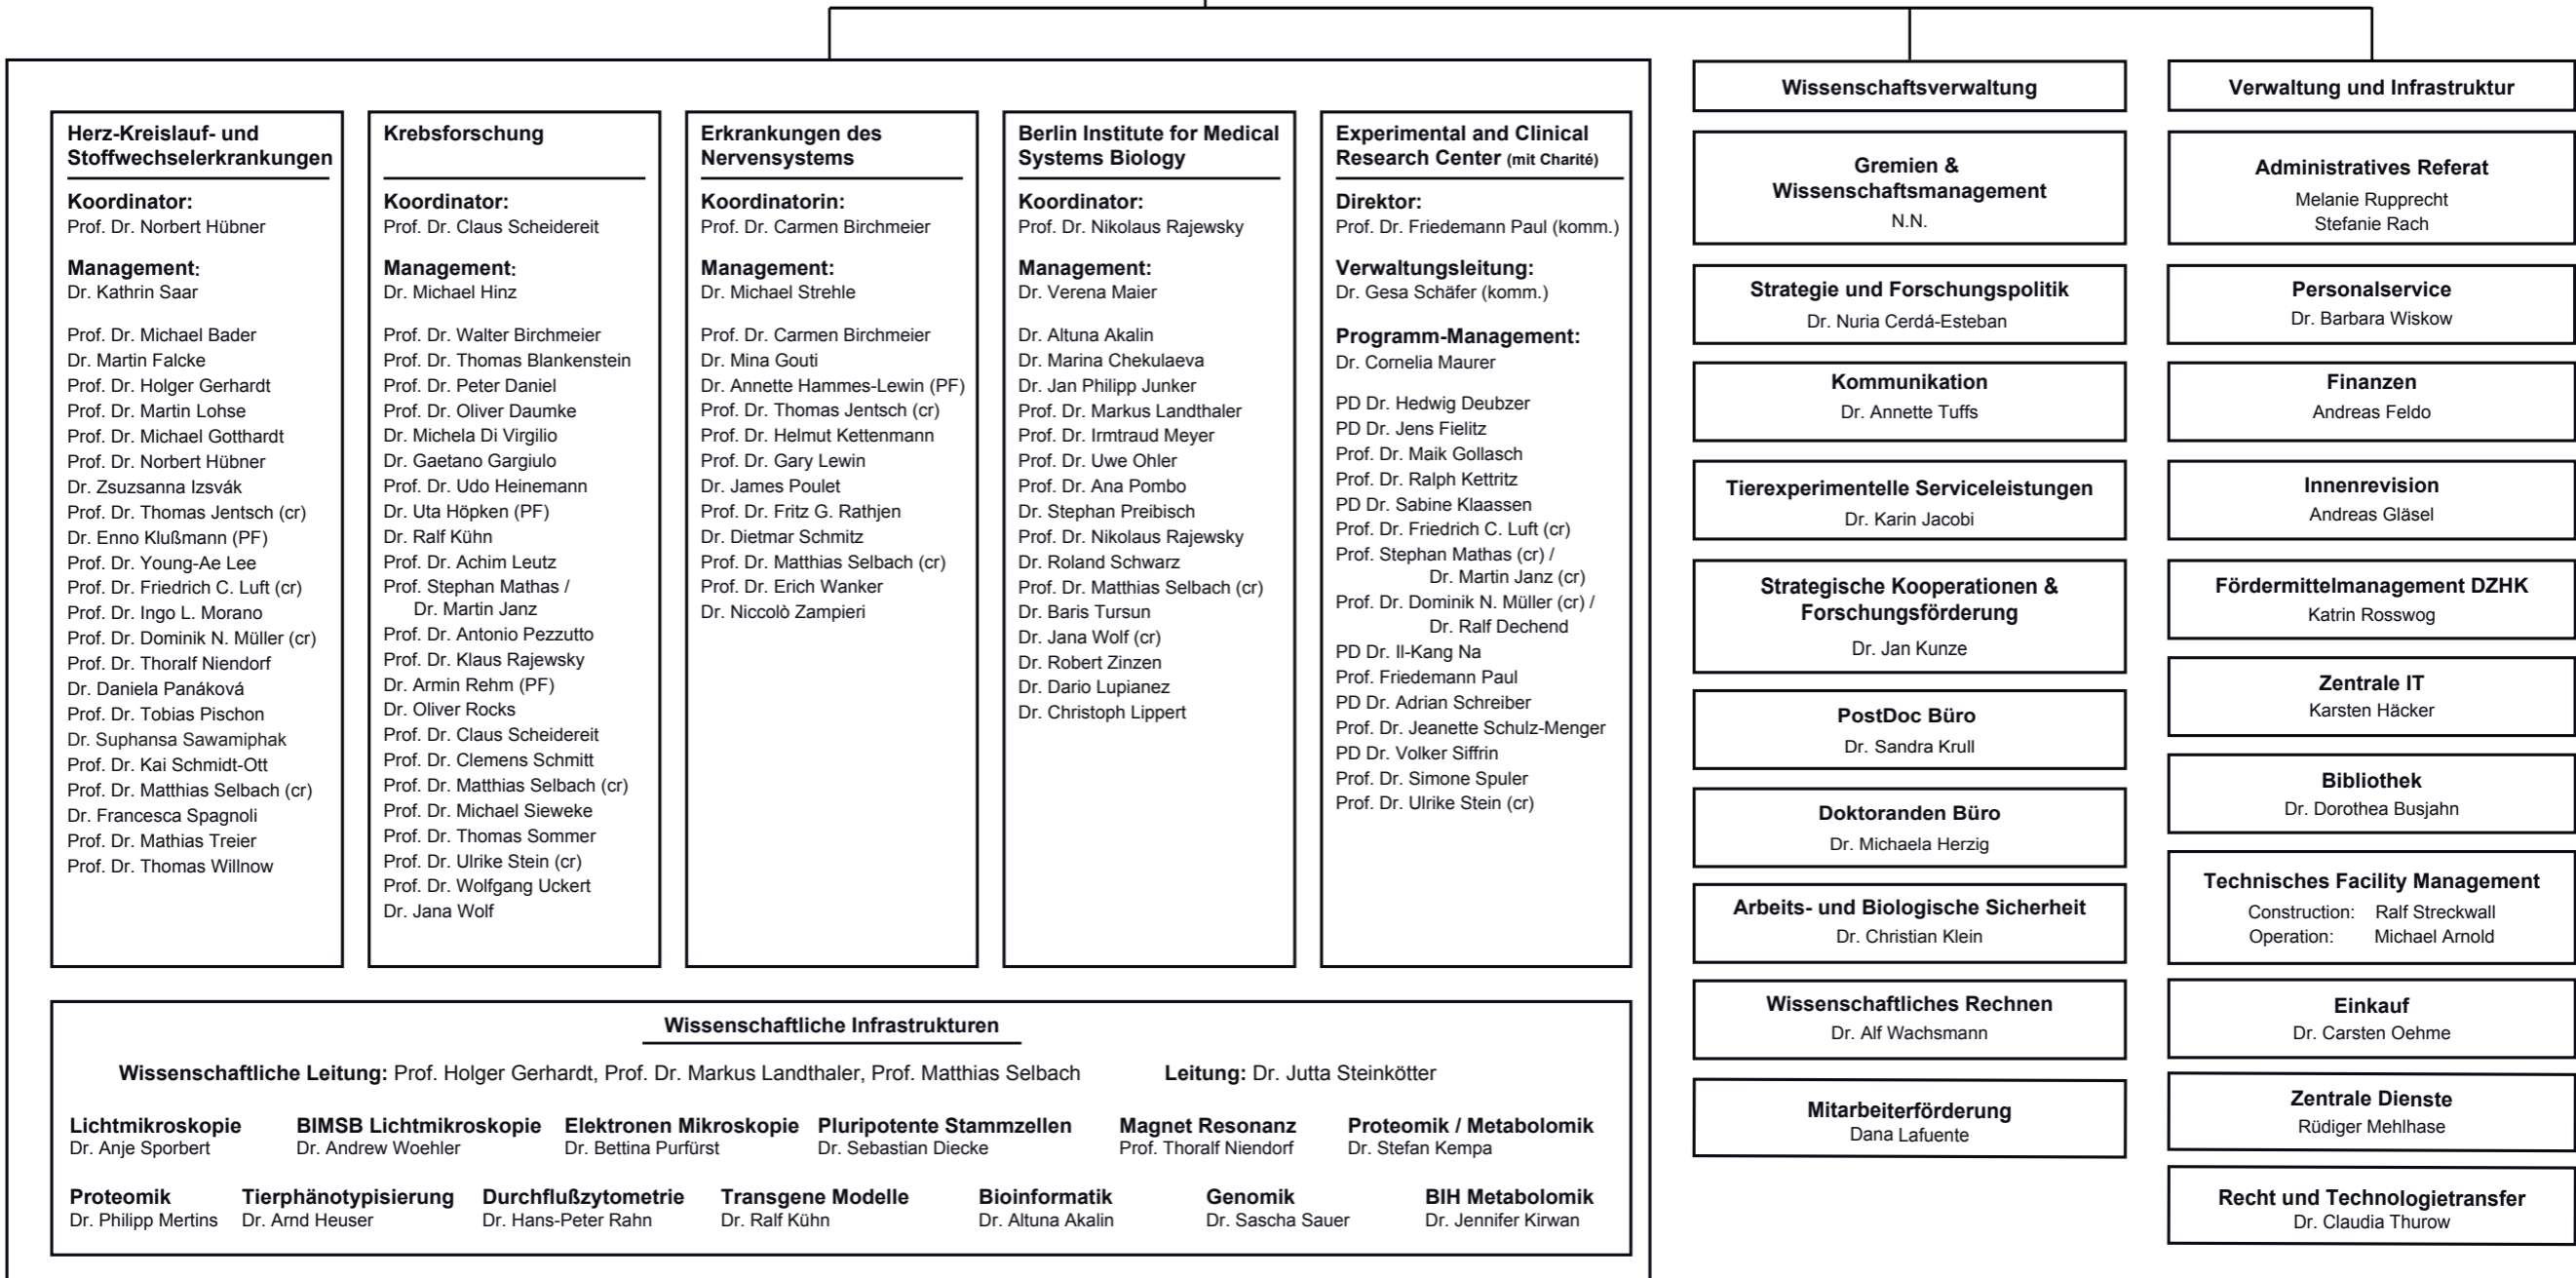 Herz-Kreislauf- und
Stoffwechselerkrankungen
Koordinator:
Prof. Dr. Norbert Hübner
Management:
Dr. Kathrin Saar
Prof. Dr. Michael Bader
Dr. Martin Falcke
Prof. Dr. Holger Gerhardt
Prof. Dr. Martin Lohse
Prof. Dr. Michael Gotthardt
Prof. Dr. Norbert Hübner
Dr. Zsuzsanna Izsvák
Prof. Dr. Thomas Jentsch (cr)
Dr. Enno Klußmann (PF)
Prof. Dr. Young-Ae Lee
Prof. Dr. Friedrich C. Luft (cr)
Prof. Dr. Ingo L. Morano
Prof. Dr. Dominik N. Müller (cr)
Prof. Dr. Thoralf Niendorf
Dr. Daniela Panáková
Prof. Dr. Tobias Pischon
Dr. Suphansa Sawamiphak
Prof. Dr. Kai Schmidt-Ott
Prof. Dr. Matthias Selbach (cr)
Dr. Francesca Spagnoli
Prof. Dr. Mathias Treier
Prof. Dr. Thomas Willnow
Krebsforschung
Koordinator:
Prof. Dr. Claus Scheidereit
Management:
Dr. Michael Hinz
Prof. Dr. Walter Birchmeier
Prof. Dr. Thomas Blankenstein
Prof. Dr. Peter Daniel
Prof. Dr. Oliver Daumke
Dr. Michela Di Virgilio
Dr. Gaetano Gargiulo
Prof. Dr. Udo Heinemann
Dr. Uta Höpken (PF)
Dr. Ralf Kühn
Prof. Dr. Achim Leutz
Prof. Stephan Mathas /
Dr. Martin Janz
Prof. Dr. Antonio Pezzutto
Prof. Dr. Klaus Rajewsky
Dr. Armin Rehm (PF)
Dr. Oliver Rocks
Prof. Dr. Claus Scheidereit
Prof. Dr. Clemens Schmitt
Prof. Dr. Matthias Selbach (cr)
Prof. Dr. Michael Sieweke
Prof. Dr. Thomas Sommer
Prof. Dr. Ulrike Stein (cr)
Prof. Dr. Wolfgang Uckert
Dr. Jana Wolf
Erkrankungen des
Nervensystems
Koordinatorin:
Prof. Dr. Carmen Birchmeier
Management:
Dr. Michael Strehle
Prof. Dr. Carmen Birchmeier
Dr. Mina Gouti
Dr. Annette Hammes-Lewin (PF)
Prof. Dr. Thomas Jentsch (cr)
Prof. Dr. Helmut Kettenmann
Prof. Dr. Gary Lewin
Dr. James Poulet
Prof. Dr. Fritz G. Rathjen
Dr. Dietmar Schmitz
Prof. Dr. Matthias Selbach (cr)
Prof. Dr. Erich Wanker
Dr. Niccolò Zampieri
Berlin Institute for Medical
Systems Biology
Koordinator:
Prof. Dr. Nikolaus Rajewsky
Management:
Dr. Verena Maier
Dr. Altuna Akalin
Dr. Marina Chekulaeva
Dr. Jan Philipp Junker
Prof. Dr. Markus Landthaler
Prof. Dr. Irmtraud Meyer
Prof. Dr. Uwe Ohler
Prof. Dr. Ana Pombo
Dr. Stephan Preibisch
Prof. Dr. Nikolaus Rajewsky
Dr. Roland Schwarz
Prof. Dr. Matthias Selbach (cr)
Dr. Baris Tursun
Dr. Jana Wolf (cr)
Dr. Robert Zinzen
Dr. Dario Lupianez
Dr. Christoph Lippert
Experimental and Clinical
Research Center (mit Charité)
Direktor:
Prof. Dr. Friedemann Paul (komm.)
Verwaltungsleitung:
Dr. Gesa Schäfer (komm.)
Programm-Management:
Dr. Cornelia Maurer
PD Dr. Hedwig Deubzer
PD Dr. Jens Fielitz
Prof. Dr. Maik Gollasch
Prof. Dr. Ralph Kettritz
PD Dr. Sabine Klaassen
Prof. Dr. Friedrich C. Luft (cr)
Prof. Stephan Mathas (cr) /
Dr. Martin Janz (cr)
Prof. Dr. Dominik N. Müller (cr) /
Dr. Ralf Dechend
PD Dr. Il-Kang Na
Prof. Friedemann Paul
PD Dr. Adrian Schreiber
Prof. Dr. Jeanette Schulz-Menger
PD Dr. Volker Siffrin
Prof. Dr. Simone Spuler
Prof. Dr. Ulrike Stein (cr)
Wissenschaftliche Infrastrukturen
Wissenschaftliche Leitung: Prof. Holger Gerhardt, Prof. Dr. Markus Landthaler, Prof. Matthias Selbach Leitung: Dr. Jutta Steinkötter
Lichtmikroskopie BIMSB Lichtmikroskopie Elektronen Mikroskopie Pluripotente Stammzellen Magnet Resonanz Proteomik / Metabolomik
Dr. Anje Sporbert Dr. Andrew Woehler Dr. Bettina Purfürst Dr. Sebastian Diecke Prof. Thoralf Niendorf Dr. Stefan Kempa
Proteomik Tierphänotypisierung Durchflußzytometrie Transgene Modelle Bioinformatik Genomik BIH Metabolomik
Dr. Philipp Mertins Dr. Arnd Heuser Dr. Hans-Peter Rahn Dr. Ralf Kühn Dr. Altuna Akalin Dr. Sascha Sauer Dr. Jennifer Kirwan
Wissenschaftsverwaltung
Gremien &
Wissenschaftsmanagement
N.N.
Strategie und Forschungspolitik
Dr. Nuria Cerdá-Esteban
Kommunikation
Dr. Annette Tuffs
Tierexperimentelle Serviceleistungen
Dr. Karin Jacobi
Strategische Kooperationen &
Forschungsförderung
Dr. Jan Kunze
PostDoc Büro
Dr. Sandra Krull
Doktoranden Büro
Dr. Michaela Herzig
Arbeits- und Biologische Sicherheit
Dr. Christian Klein
Wissenschaftliches Rechnen
Dr. Alf Wachsmann
Mitarbeiterförderung
Dana Lafuente
Verwaltung und Infrastruktur
Administratives Referat
Melanie Rupprecht
Stefanie Rach
Personalservice
Dr. Barbara Wiskow
Finanzen
Andreas Feldo
Innenrevision
Andreas Gläsel
Fördermittelmanagement DZHK
Katrin Rosswog
Zentrale IT
Karsten Häcker
Bibliothek
Dr. Dorothea Busjahn
Technisches Facility Management
Construction: Ralf Streckwall
Operation: Michael Arnold
Einkauf
Dr. Carsten Oehme
Zentrale Dienste
Rüdiger Mehlhase
Recht und Technologietransfer
Dr. Claudia Thurow